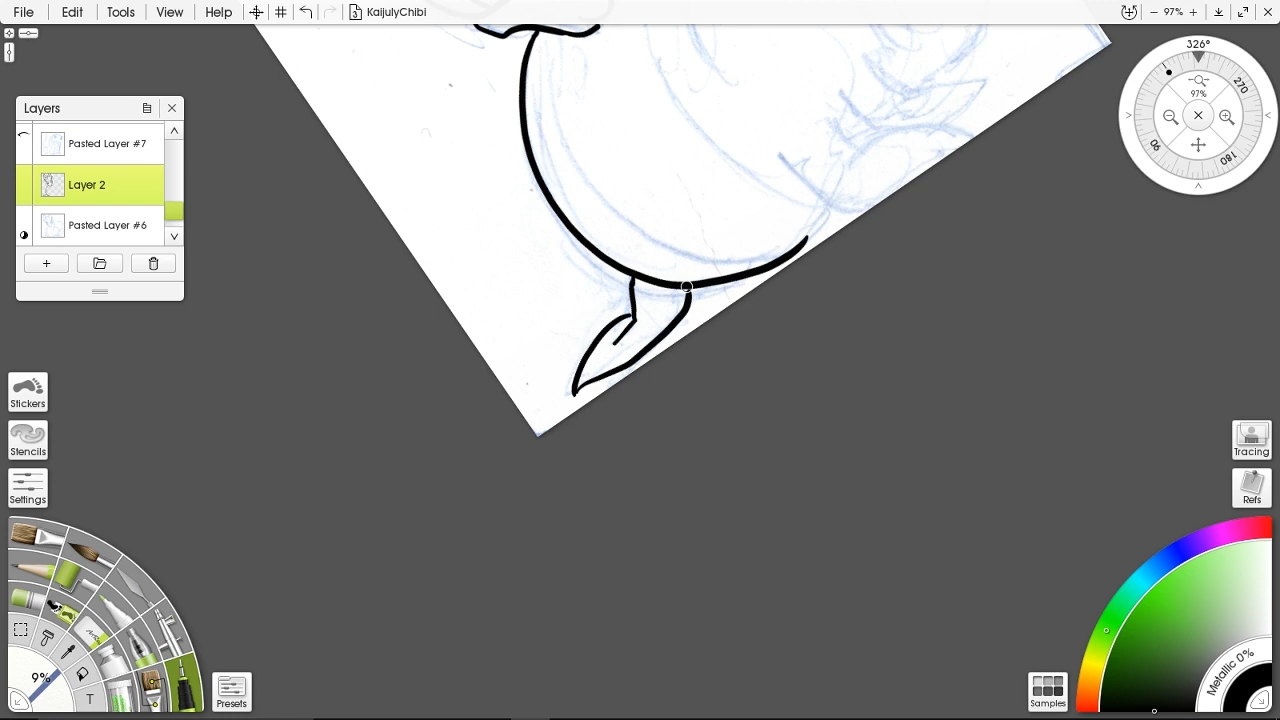 File Edit Tools View Help 3 KaijulyChibi 97%
326°
270
97%
90
180
Layers
Pasted Layer #7
Layer 2
Pasted Layer #6
Stickers
Stencils
Settings
Tracing
Refs
9%
T
Presets
Samples
Metallic 0%